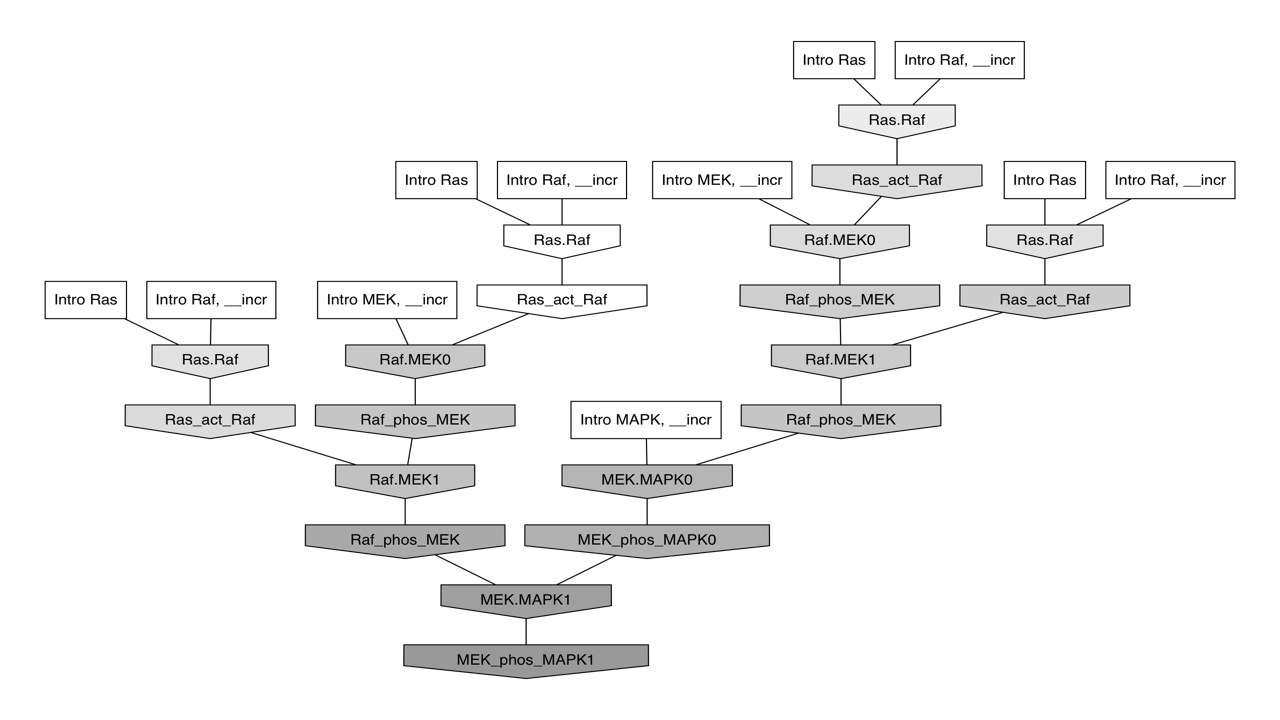 Intro Ras
Intro Raf, __incr
Ras.Raf
Intro Ras
Intro Raf, __incr
Intro MEK, __incr
Ras_act_Raf
Intro Ras
Intro Raf, __incr
Ras.Raf
Raf.MEK0
Ras.Raf
Intro Ras
Intro Raf, __incr
Intro MEK, __incr
Ras_act_Raf
Raf_phos_MEK
Ras_act_Raf
Ras.Raf
Raf.MEK0
Raf.MEK1
Ras_act_Raf
Raf_phos_MEK
Intro MAPK, __incr
Raf_phos_MEK
Raf.MEK1
MEK.MAPK0
Raf_phos_MEK
MEK_phos_MAPK0
MEK.MAPK1
MEK_phos_MAPK1